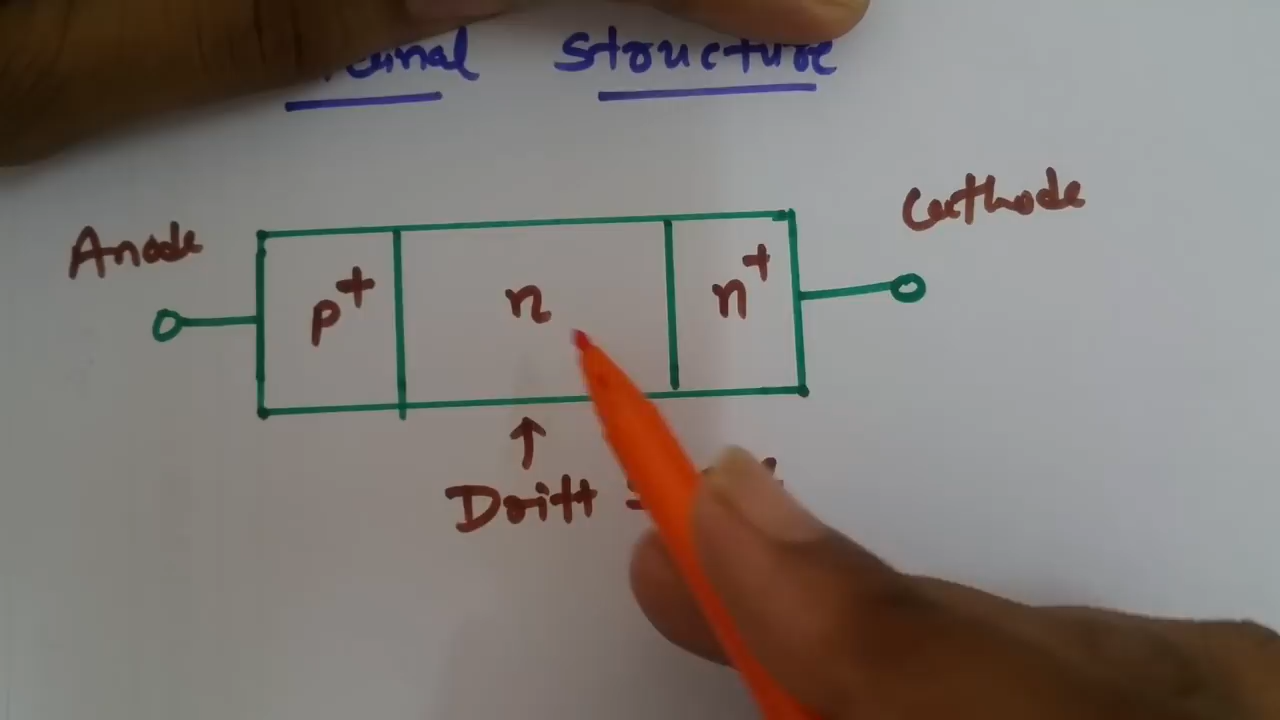 Structure
Anode
Cathode
p+
n
n+
Drift